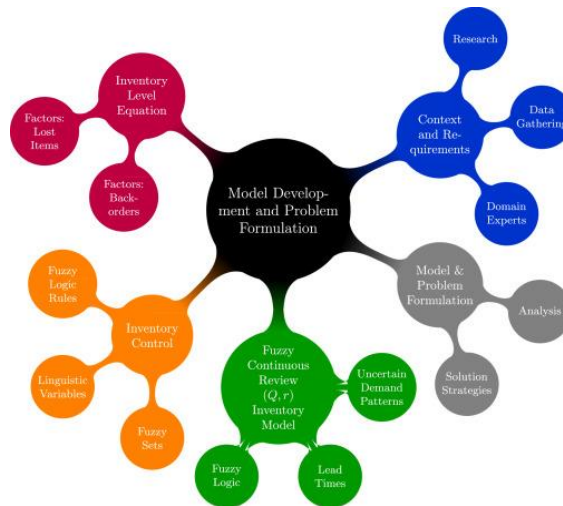 Research
Inventory
Level
Equation
Factors:
Lost
Items
Context
and Re-
quirements
Data
Gathering
Factors:
Back-
orders
Model Develop-
ment and Problem
Formulation
Domain
Experts
Fuzzy
Logic
Rules
Model &
Problem
Formulation
Analysis
Inventory
Control
Fuzzy
Continuous
Review
(Q, r)
Inventory
Model
Uncertain
Demand
Patterns
Solution
Strategies
Linguistic
Variables
Fuzzy
Sets
Fuzzy
Logic
Lead
Times